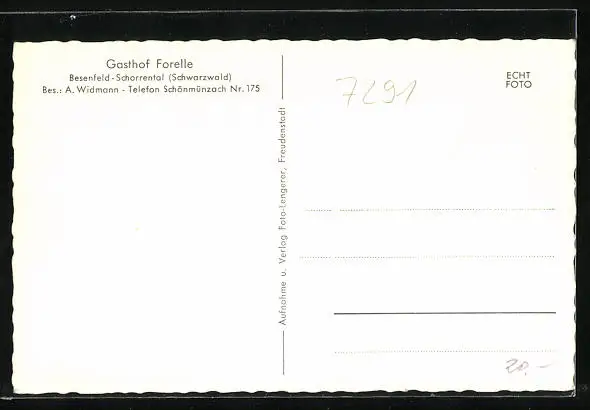 Gasthof Forelle
Besenfeld-Schorrental (Schwarzwald)
Bes.: A. Widmann - Telefon Schönmünzach Nr. 175
Aufnahme u. Verlag Foto-Lengerer, Freudenstadt
7291
ECHT
FOTO
20.-